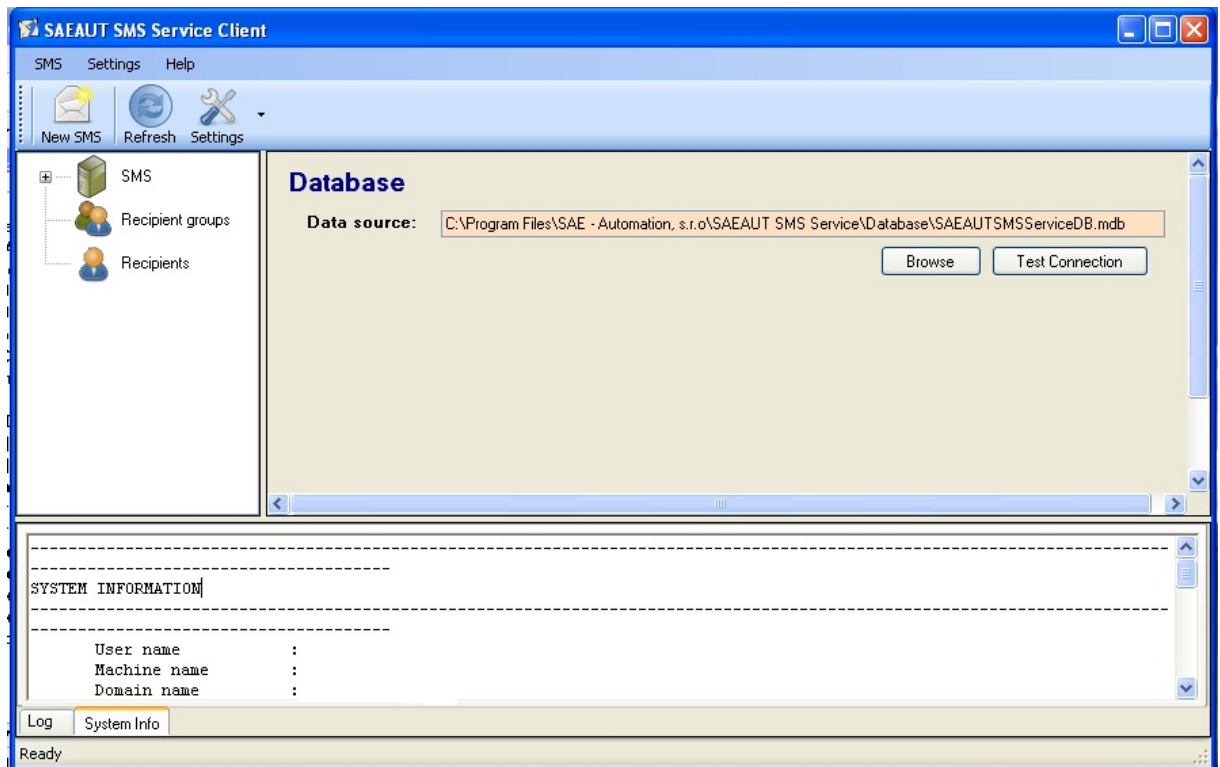 SAEAUT SMS Service Client
SMS Settings Help
New SMS Refresh Settings
SMS
Recipient groups
Recipients
Database
Data source: C:\Program Files\SAE - Automation, s.r.o\SAEAUT SMS Service\Database\SAEAUTSMSServiceDB.mdb
Browse Test Connection
--------------------------------------------------------------------------------------------------------------
-----------------------------------
SYSTEM INFORMATION
--------------------------------------------------------------------------------------------------------------
-----------------------------------
User name :
Machine name :
Domain name :
Log System Info
Ready